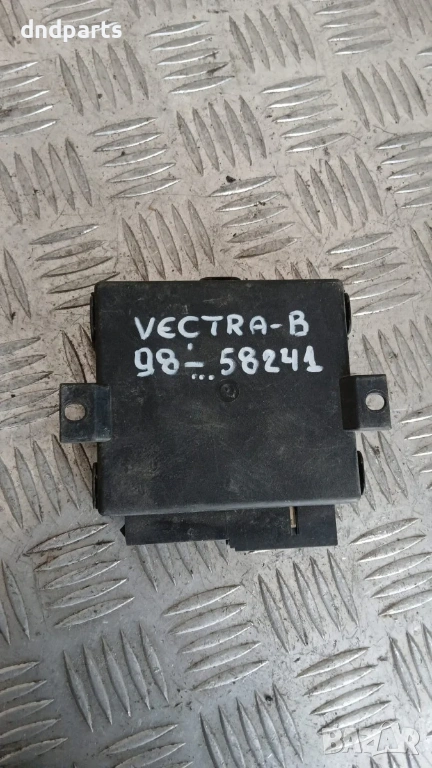 dndparts
VECTRA-B
98-...58241
BAZAR